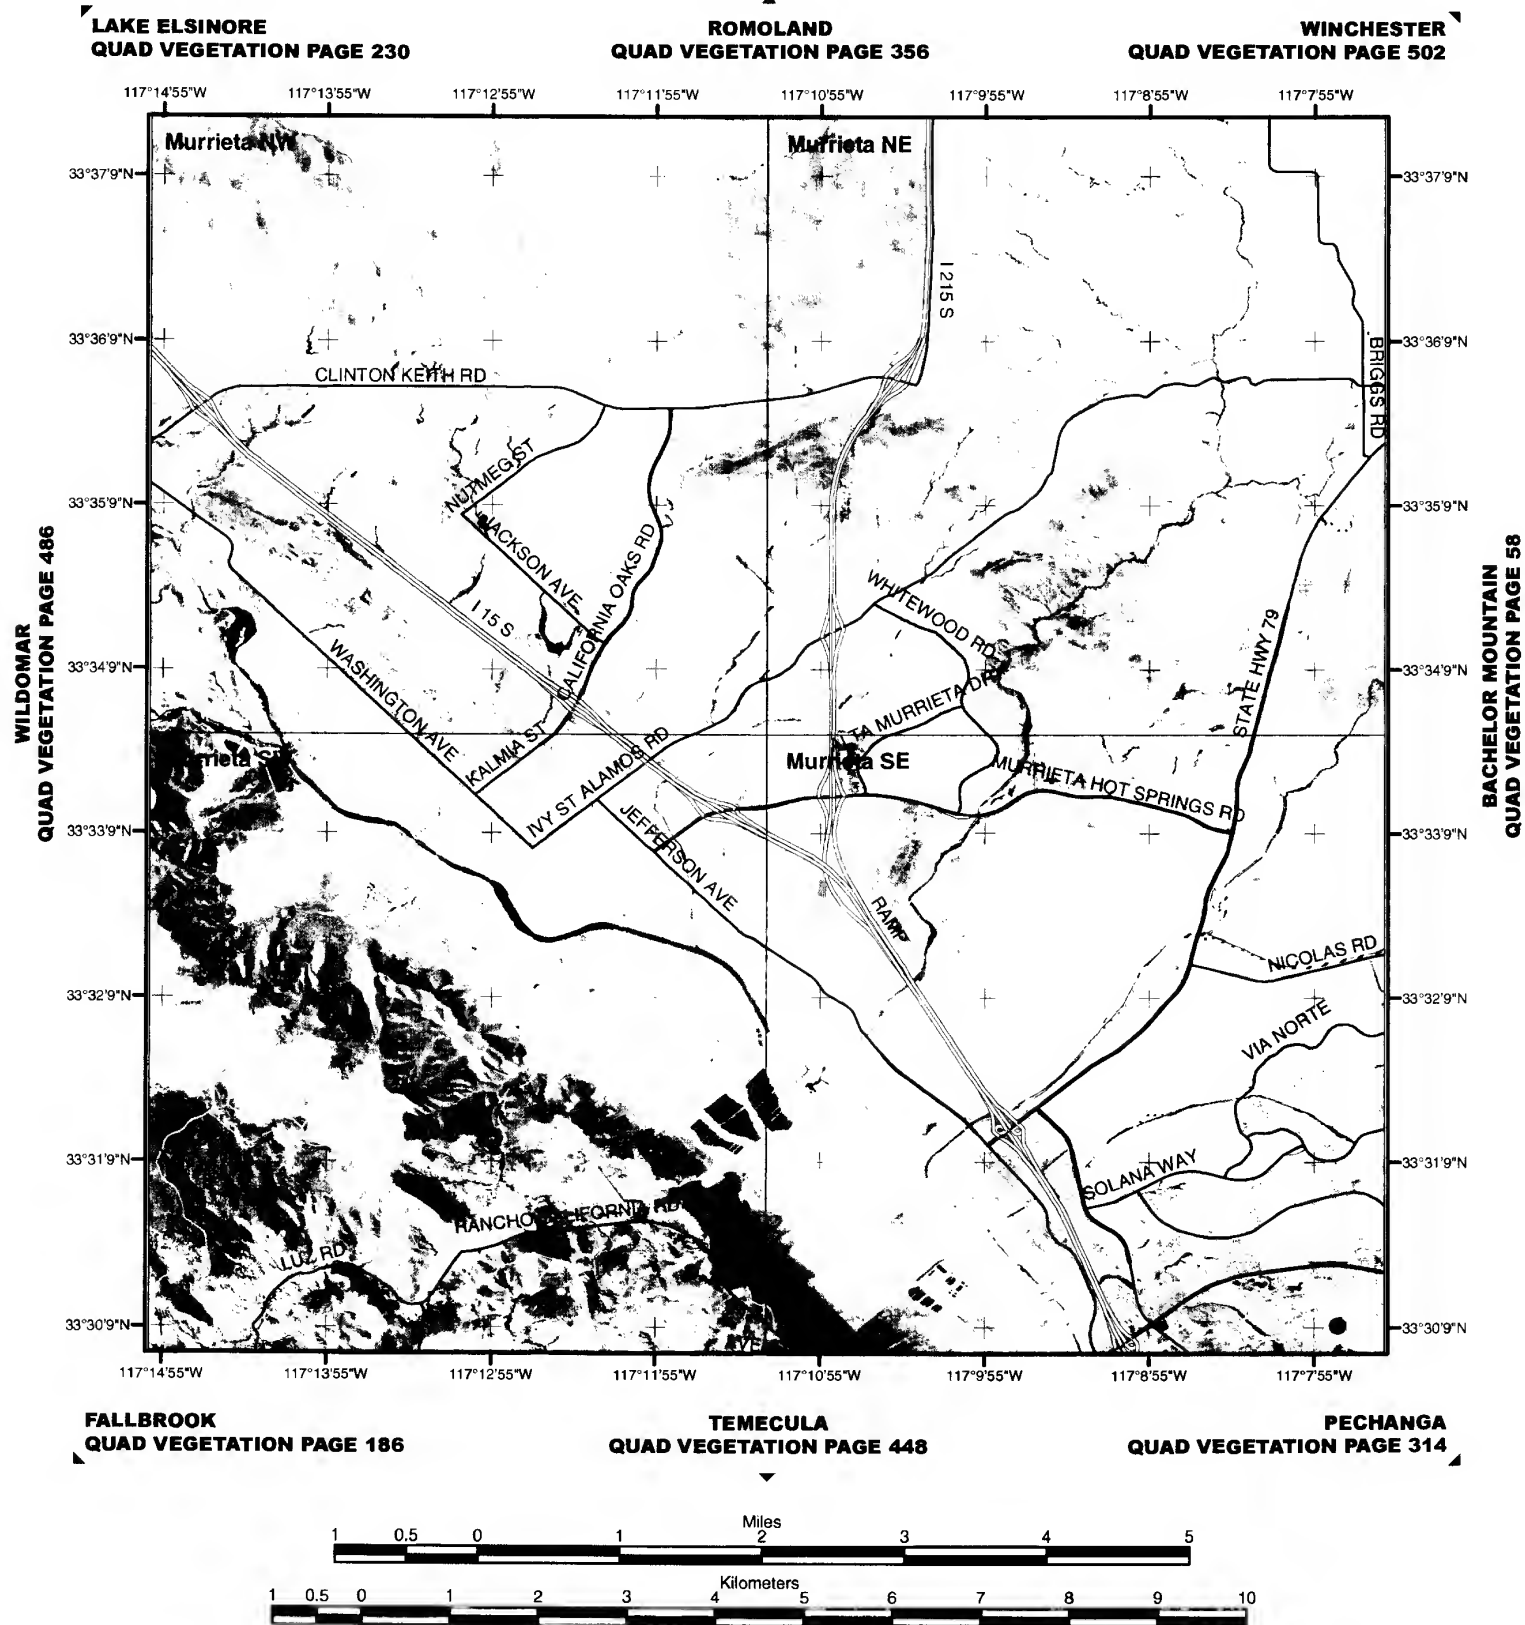 LAKE ELSINORE
QUAD VEGETATION PAGE 230
ROMOLAND
QUAD VEGETATION PAGE 356
WINCHESTER
QUAD VEGETATION PAGE 502
117°14'55"W 117°13'55"W 117°12'55"W 117°11'55"W 117°10'55"W 117°9'55"W 117°8'55"W 117°7'55"W
Murrieta NW
Murrieta NE
33°37'9"N
33°37'9"N
I 215 S
33°36'9"N
33°36'9"N
CLINTON KEITH RD
BRIGGS RD
NUTMEG ST
33°35'9"N
33°35'9"N
JACKSON AVE
CALIFORNIA OAKS RD
WILDOMAR
QUAD VEGETATION PAGE 486
BACHELOR MOUNTAIN
QUAD VEGETATION PAGE 58
WHITEWOOD RD
I 15 S
STATE HWY 79
33°34'9"N
33°34'9"N
WASHINGTON AVE
ALTA MURRIETA DR
KALMIA ST
IVY ST ALAMOS RD
Murrieta SE
MURRIETA HOT SPRINGS RD
33°33'9"N
33°33'9"N
JEFFERSON AVE
RAMP
NICOLAS RD
33°32'9"N
33°32'9"N
VIA NORTE
33°31'9"N
33°31'9"N
SOLANA WAY
RANCHO CALIFORNIA RD
LUZ RD
33°30'9"N
33°30'9"N
117°14'55"W 117°13'55"W 117°12'55"W 117°11'55"W 117°10'55"W 117°9'55"W 117°8'55"W 117°7'55"W
FALLBROOK
QUAD VEGETATION PAGE 186
TEMECULA
QUAD VEGETATION PAGE 448
PECHANGA
QUAD VEGETATION PAGE 314
Miles
1 0.5 0 1 2 3 4 5
Kilometers
1 0.5 0 1 2 3 4 5 6 7 8 9 10